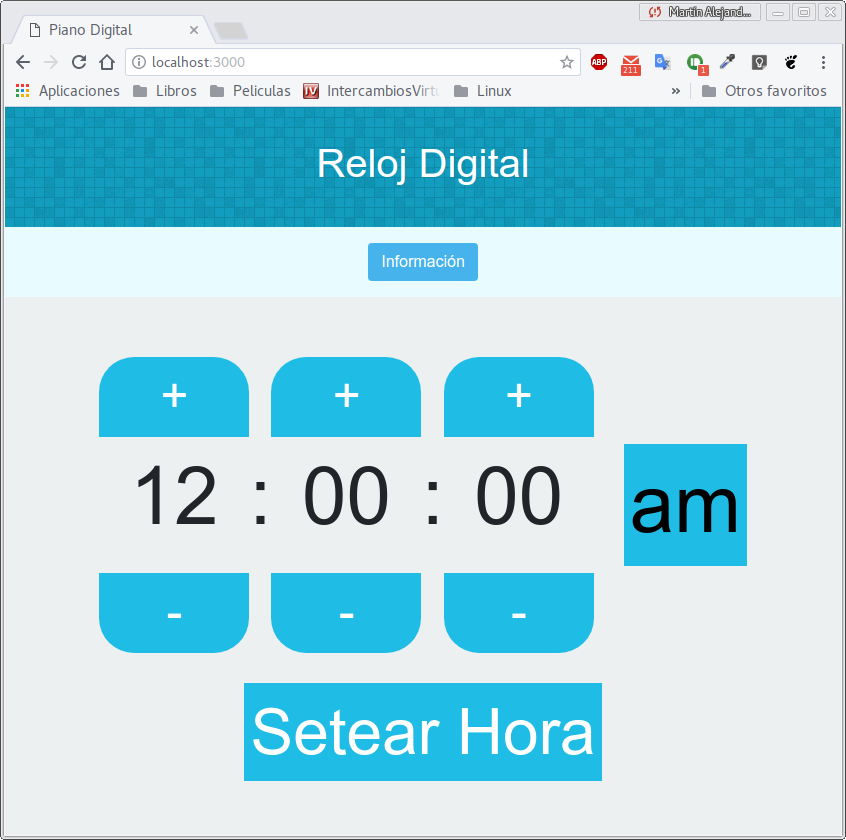 Martín Alejand...
Piano Digital
localhost:3000
ABP
211
1
Aplicaciones Libros Peliculas IV IntercambiosVirtu Linux » Otros favoritos
Reloj Digital
Información
+ + +
12 : 00 : 00 am
- - -
Setear Hora